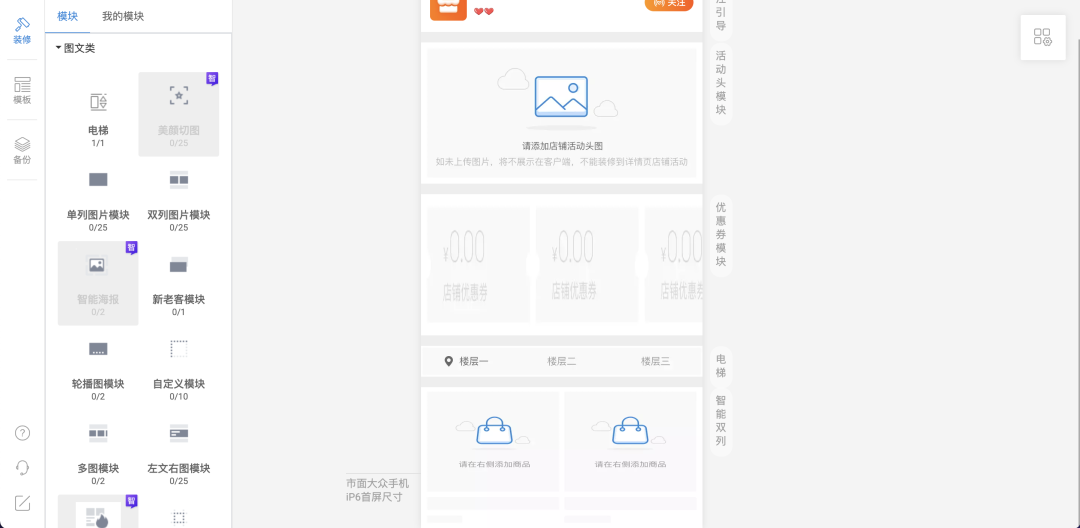 装修
模板
备份
模块
我的模块
图文类
智
电梯
1/1
美颜切图
0/25
单列图片模块
0/25
双列图片模块
0/25
智
智能海报
0/2
新老客模块
0/1
轮播图模块
0/2
自定义模块
0/10
多图模块
0/2
左文右图模块
0/25
智
关注
请添加店铺活动头图
如未上传图片，将不展示在客户端，不能装修到详情页店铺活动
¥0.00
店铺优惠券
¥0.00
店铺优惠券
¥0.00
店铺优惠券
楼层一
楼层二
楼层三
请在右侧添加商品
请在右侧添加商品
市面大众手机
iP6首屏尺寸
引导
活动头模块
优惠券模块
电梯
智能双列